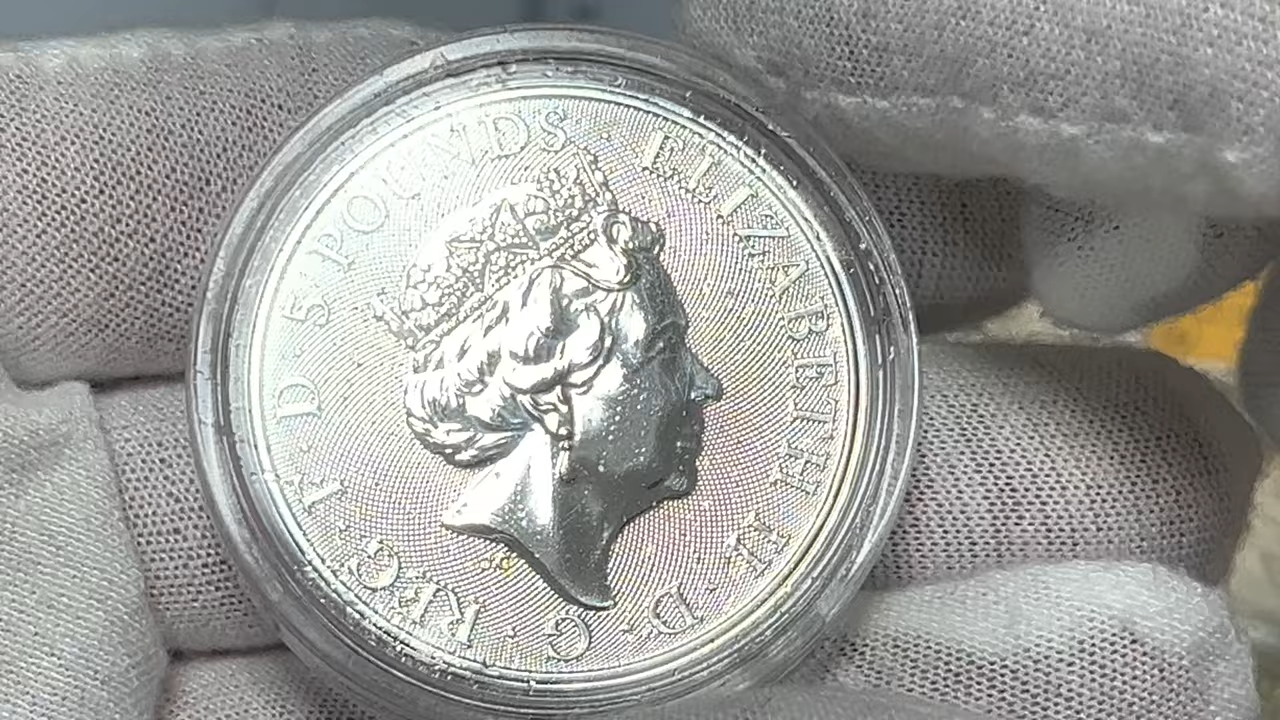 ELIZABETH II · D · G · REG · F · D · 5 POUNDS ·